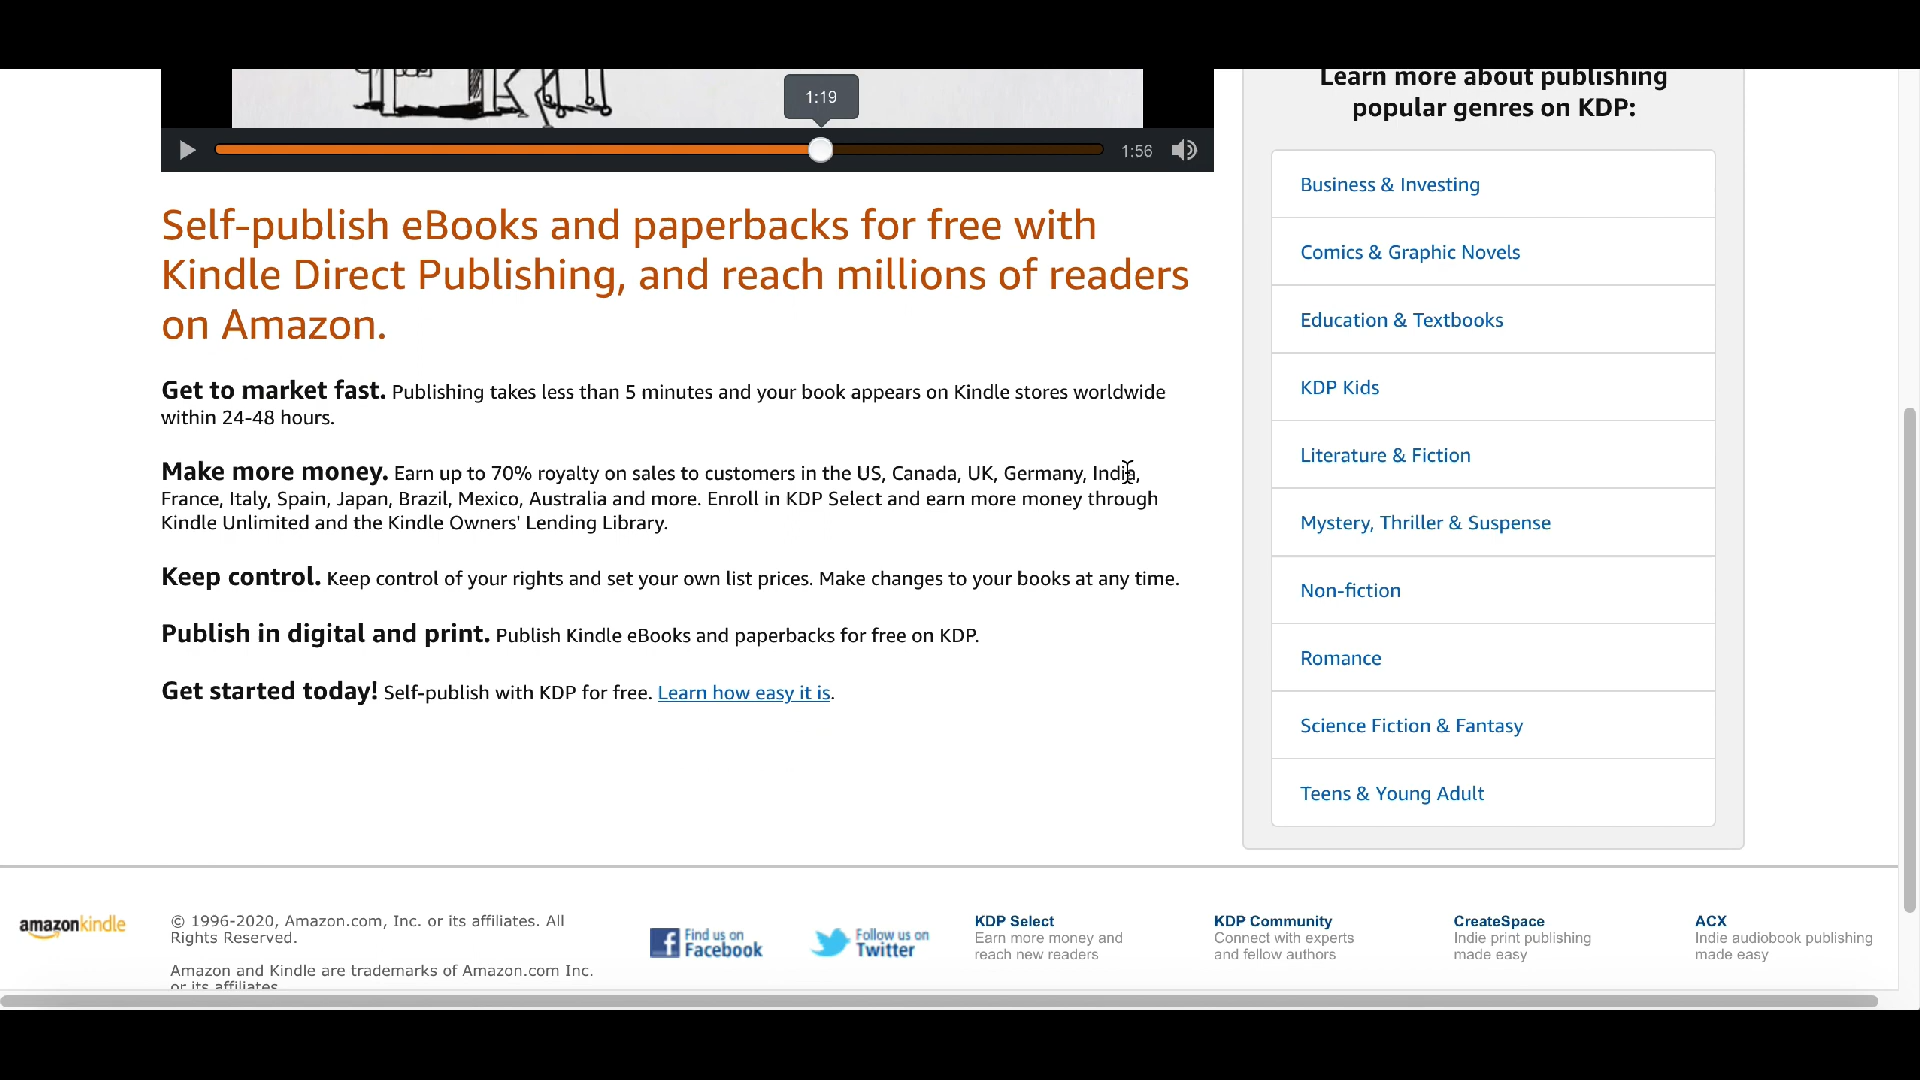 1:19
1:56
Self-publish eBooks and paperbacks for free with
Kindle Direct Publishing, and reach millions of readers
on Amazon.
Get to market fast. Publishing takes less than 5 minutes and your book appears on Kindle stores worldwide
within 24-48 hours.
Make more money. Earn up to 70% royalty on sales to customers in the US, Canada, UK, Germany, India,
France, Italy, Spain, Japan, Brazil, Mexico, Australia and more. Enroll in KDP Select and earn more money through
Kindle Unlimited and the Kindle Owners' Lending Library.
Keep control. Keep control of your rights and set your own list prices. Make changes to your books at any time.
Publish in digital and print. Publish Kindle eBooks and paperbacks for free on KDP.
Get started today! Self-publish with KDP for free. Learn how easy it is.
Learn more about publishing
popular genres on KDP:
Business & Investing
Comics & Graphic Novels
Education & Textbooks
KDP Kids
Literature & Fiction
Mystery, Thriller & Suspense
Non-fiction
Romance
Science Fiction & Fantasy
Teens & Young Adult
amazonkindle
© 1996-2020, Amazon.com, Inc. or its affiliates. All
Rights Reserved.
Amazon and Kindle are trademarks of Amazon.com Inc.
or its affiliates
Find us on
Facebook
Follow us on
Twitter
KDP Select
Earn more money and
reach new readers
KDP Community
Connect with experts
and fellow authors
CreateSpace
Indie print publishing
made easy
ACX
Indie audiobook publishing
made easy